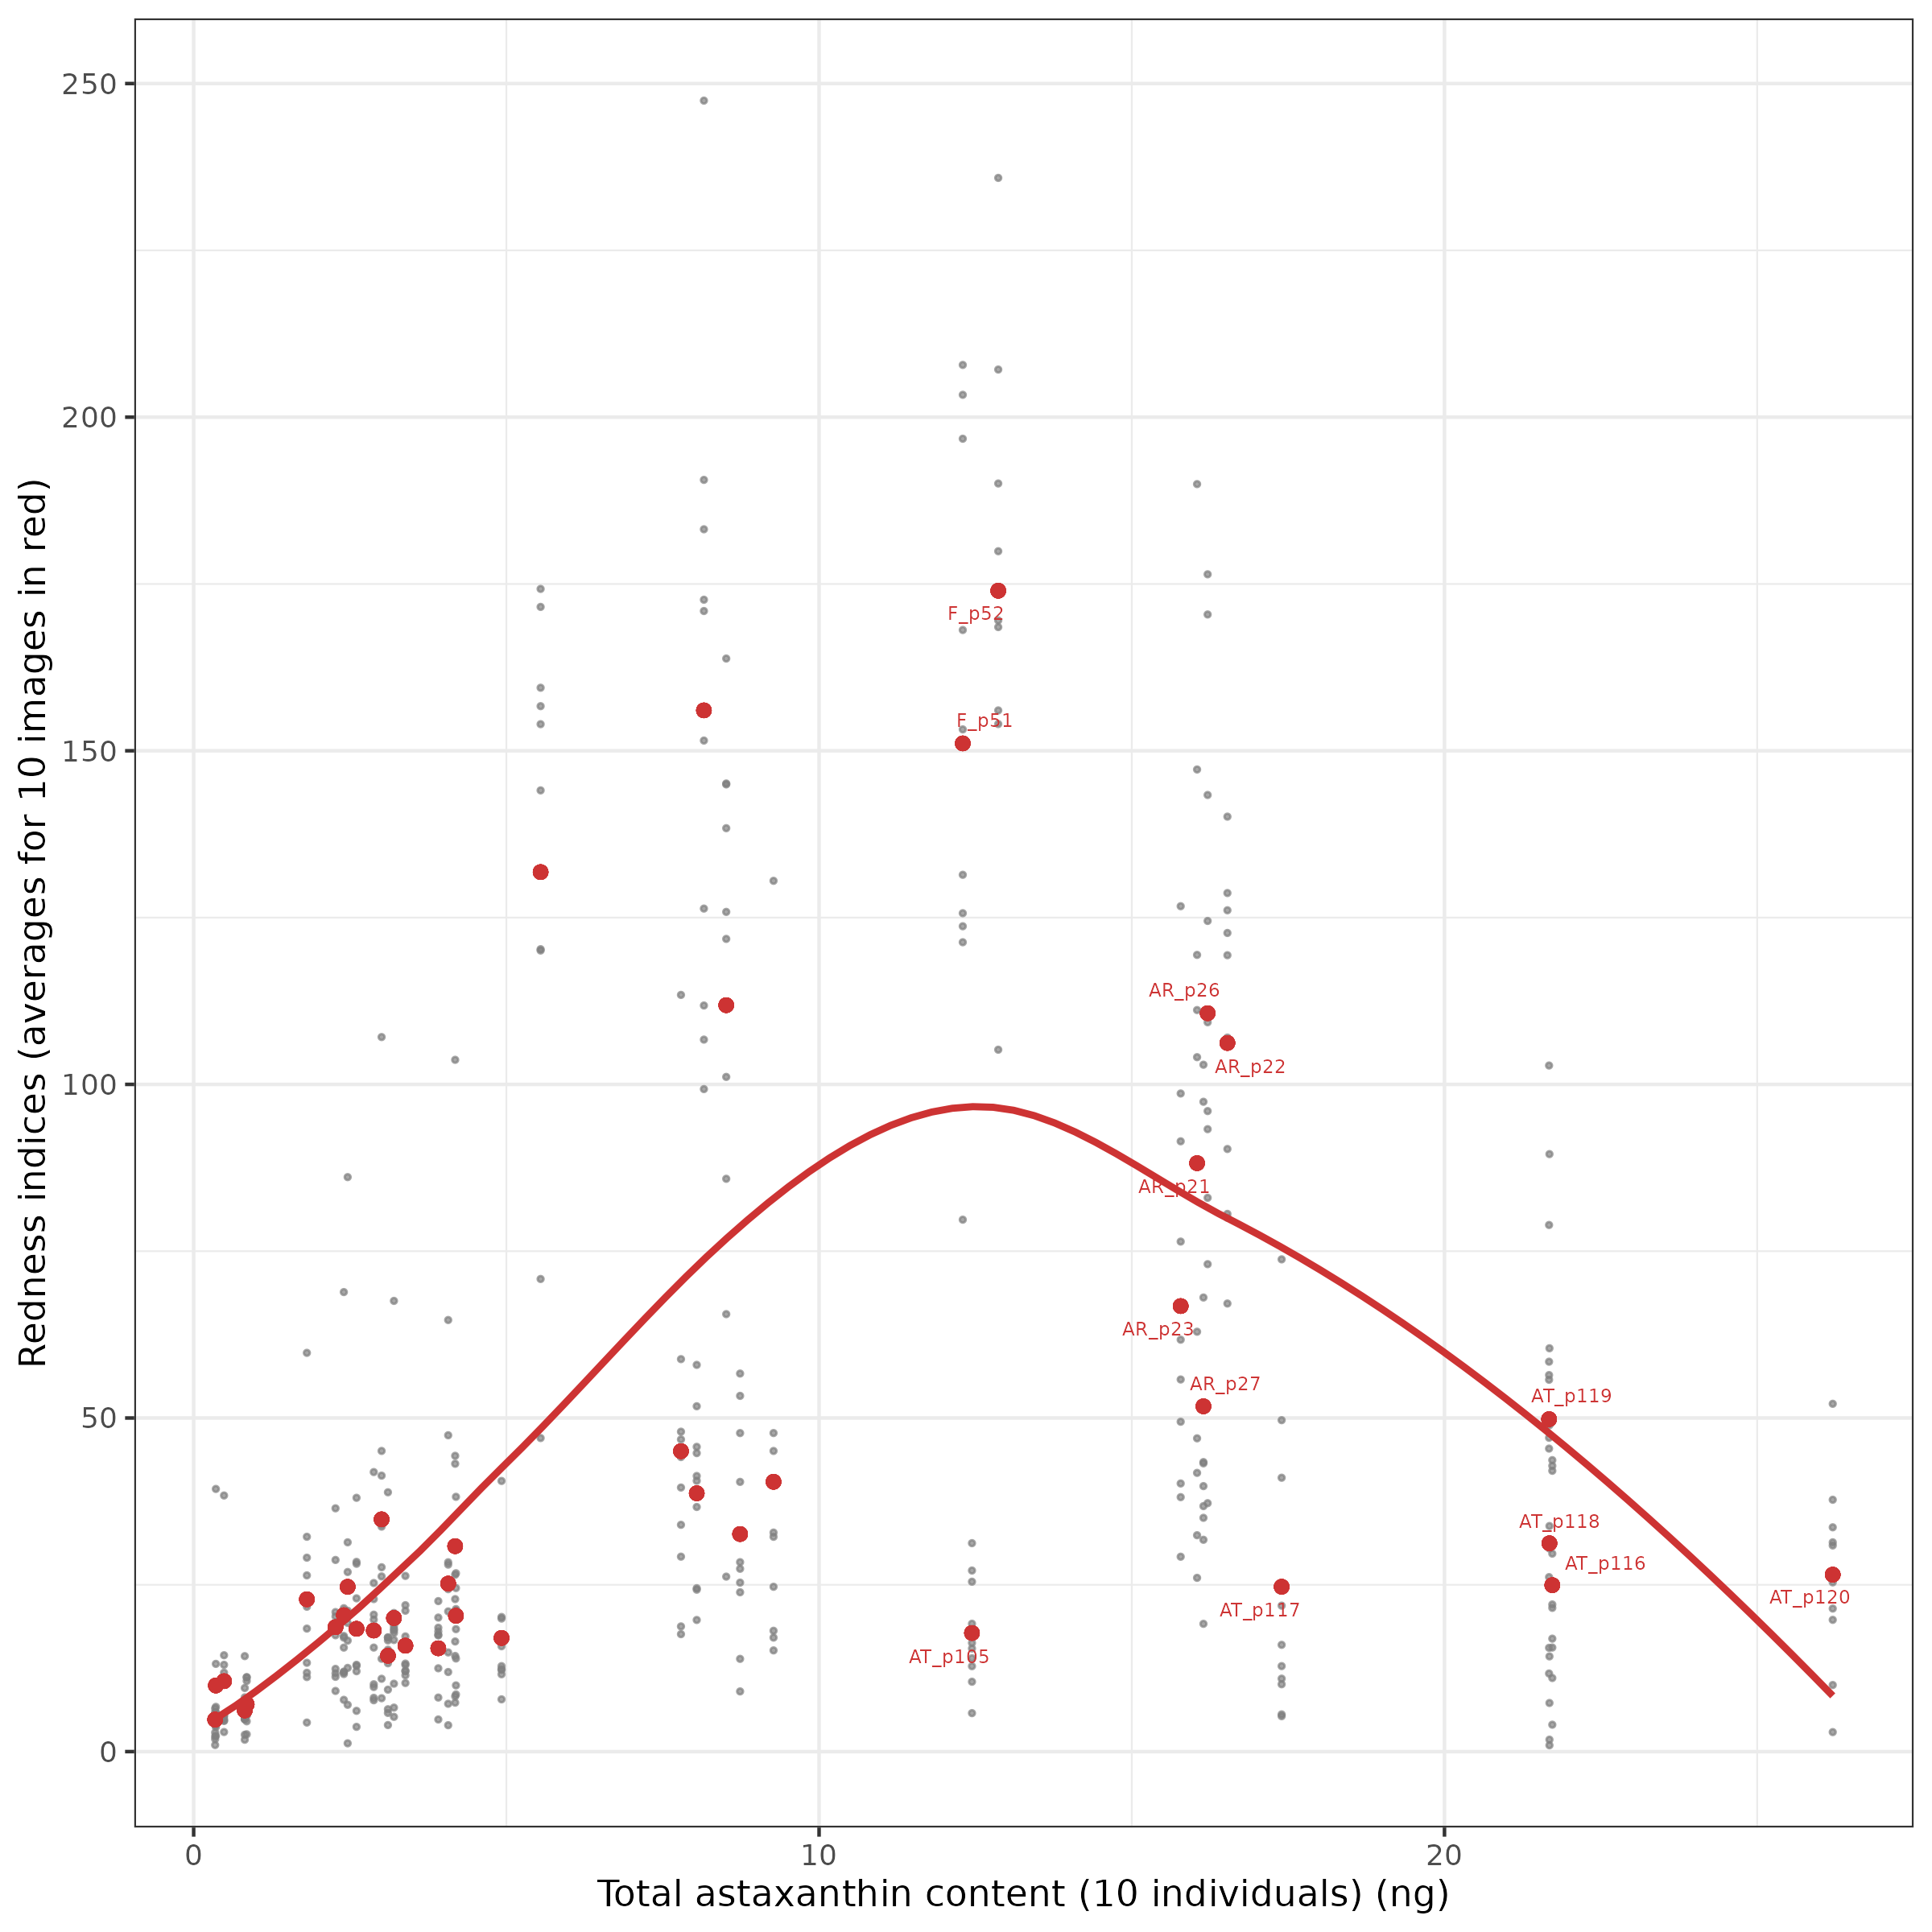 Redness indices (averages for 10 images in red)
250
200
150
100
50
0
F_p52
F_p51
AR_p26
AR_p22
AR_p21
AR_p23
AR_p27
AT_p119
AT_p118
AT_p116
AT_p120
AT_p117
AT_p105
0
10
20
Total astaxanthin content (10 individuals) (ng)